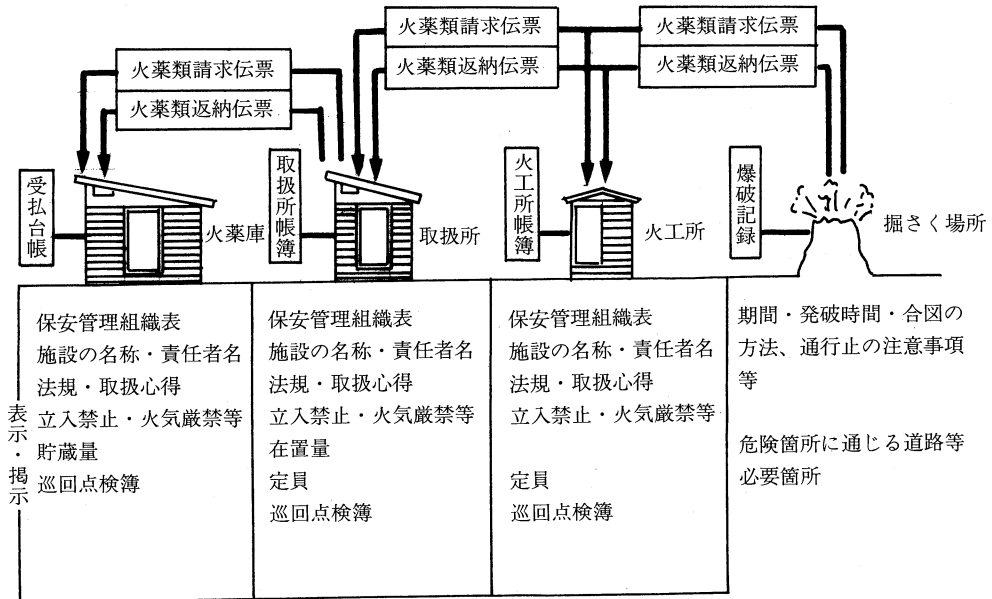 火薬類請求伝票
火薬類返納伝票
火薬類請求伝票
火薬類返納伝票
火薬類請求伝票
火薬類返納伝票
受払台帳
火薬庫
取扱所帳簿
取扱所
火工所帳簿
火工所
爆破記録
掘さく場所
表示・掲示
保安管理組織表
施設の名称・責任者名
法規・取扱心得
立入禁止・火気厳禁等
貯蔵量
巡回点検簿
保安管理組織表
施設の名称・責任者名
法規・取扱心得
立入禁止・火気厳禁等
在置量
定員
巡回点検簿
保安管理組織表
施設の名称・責任者名
法規・取扱心得
立入禁止・火気厳禁等
定員
巡回点検簿
期間・発破時間・合図の
方法、通行止の注意事項
等
危険箇所に通じる道路等
必要箇所